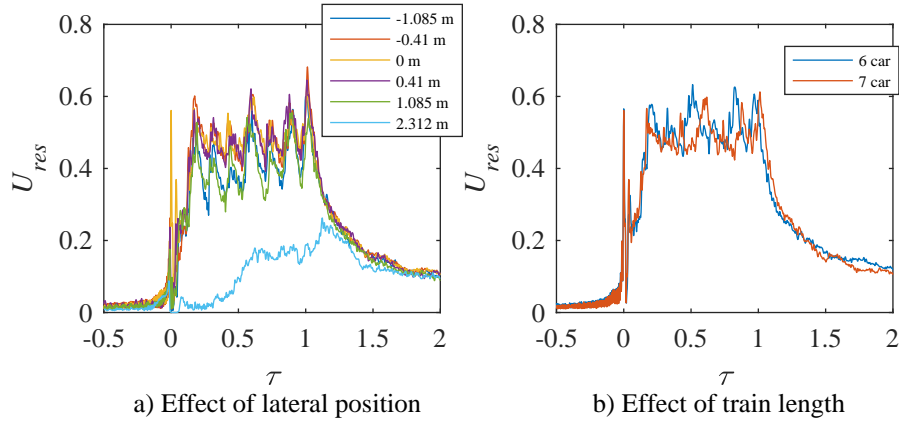 0.8
0.6
0.4
0.2
0
U_res
-0.5
0
0.5
1
1.5
2
τ
-1.085 m
-0.41 m
0 m
0.41 m
1.085 m
2.312 m
a) Effect of lateral position
0.8
0.6
0.4
0.2
0
U_res
-0.5
0
0.5
1
1.5
2
τ
6 car
7 car
b) Effect of train length